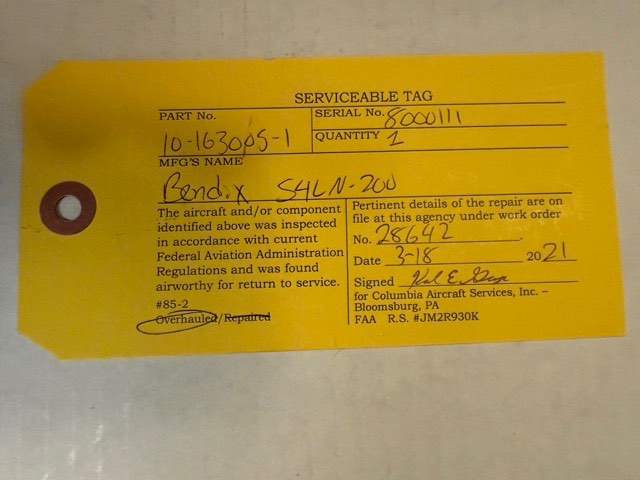 SERVICEABLE TAG
PART No.
10-163005-1
SERIAL No. 8000111
QUANTITY 1
MFG'S NAME
Bendix S4LN-200
The aircraft and/or component
identified above was inspected
in accordance with current
Federal Aviation Administration
Regulations and was found
airworthy for return to service.
#85-2
Overhauled/Repaired
Pertinent details of the repair are on
file at this agency under work order
No. 28642
Date 3-18 2021
Signed
for Columbia Aircraft Services, Inc. –
Bloomsburg, PA
FAA R.S. #JM2R930K